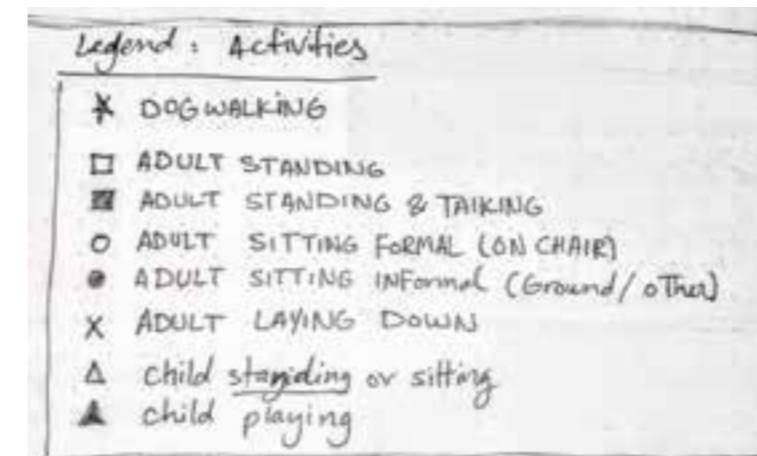 Legend: Activities
DOGWALKING
ADULT STANDING
ADULT STANDING & TALKING
ADULT SITTING FORMAL (ON CHAIR)
ADULT SITTING INFormal (Ground/other)
ADULT LAYING DOWN
child standing or sitting
child playing